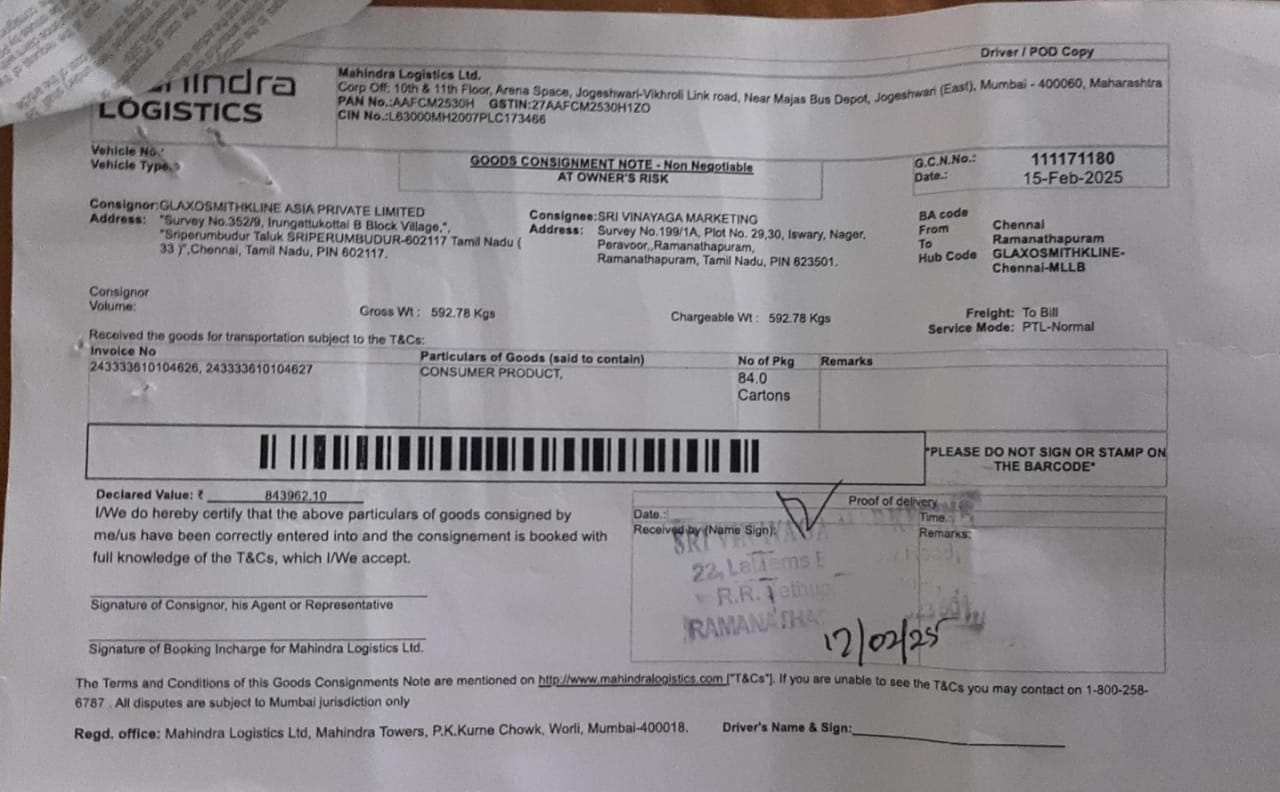 Driver / POD Copy
hindra
LOGISTICS
Mahindra Logistics Ltd.
Corp Off: 10th & 11th Floor, Arena Space, Jogeshwari-Vikhroli Link road, Near Majas Bus Depot, Jogeshwari (East), Mumbai - 400060, Maharashtra
PAN No.:AAFCM2530H GSTIN:27AAFCM2530H1ZO
CIN No.:L63000MH2007PLC173466
Vehicle No.:
Vehicle Type.:
GOODS CONSIGNMENT NOTE - Non Negotiable
AT OWNER'S RISK
G.C.N.No.: 111171180
Date.: 15-Feb-2025
Consignor:GLAXOSMITHKLINE ASIA PRIVATE LIMITED
Address: "Survey No.352/9, Irungattukottai B Block Village,",
"Sriperumbudur Taluk SRIPERUMBUDUR-602117 Tamil Nadu (
33 )",Chennai, Tamil Nadu, PIN 602117.
Consignee:SRI VINAYAGA MARKETING
Address: Survey No.199/1A, Plot No. 29,30, Iswary, Nager,
Peravoor,,Ramanathapuram,
Ramanathapuram, Tamil Nadu, PIN 623501.
BA code
From Chennai
To Ramanathapuram
Hub Code GLAXOSMITHKLINE-
Chennai-MLLB
Consignor
Volume:
Gross Wt : 592.78 Kgs
Chargeable Wt : 592.78 Kgs
Freight: To Bill
Service Mode: PTL-Normal
Received the goods for transportation subject to the T&Cs:
Invoice No Particulars of Goods (said to contain) No of Pkg Remarks
243333610104626, 243333610104627 CONSUMER PRODUCT, 84.0
Cartons
*PLEASE DO NOT SIGN OR STAMP ON
THE BARCODE*
Declared Value: ₹ 843962.10
I/We do hereby certify that the above particulars of goods consigned by
me/us have been correctly entered into and the consignement is booked with
full knowledge of the T&Cs, which I/We accept.
Signature of Consignor, his Agent or Representative
Signature of Booking Incharge for Mahindra Logistics Ltd.
Proof of delivery
Date.: Time.:
Received by (Name Sign): Remarks:
SRI
22,
R.R.
17/02/25
The Terms and Conditions of this Goods Consignments Note are mentioned on http://www.mahindralogistics.com ["T&Cs"]. If you are unable to see the T&Cs you may contact on 1-800-258-
6787 . All disputes are subject to Mumbai jurisdiction only
Regd. office: Mahindra Logistics Ltd, Mahindra Towers, P.K.Kurne Chowk, Worli, Mumbai-400018.
Driver's Name & Sign: